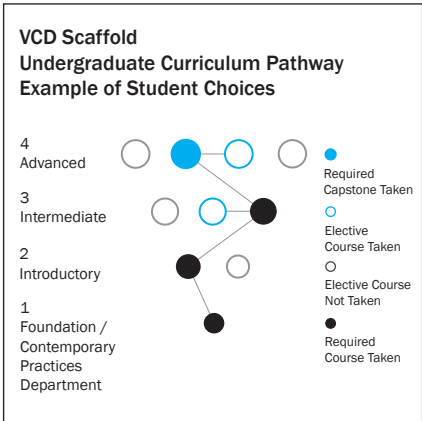 VCD Scaffold
Undergraduate Curriculum Pathway
Example of Student Choices
4
Advanced
3
Intermediate
2
Introductory
1
Foundation /
Contemporary
Practices
Department
Required
Capstone Taken
Elective
Course Taken
Elective Course
Not Taken
Required
Course Taken